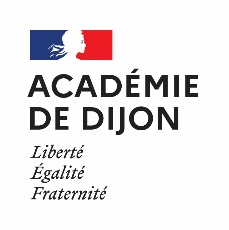 ACADÉMIE
DE DIJON
Liberté
Égalité
Fraternité